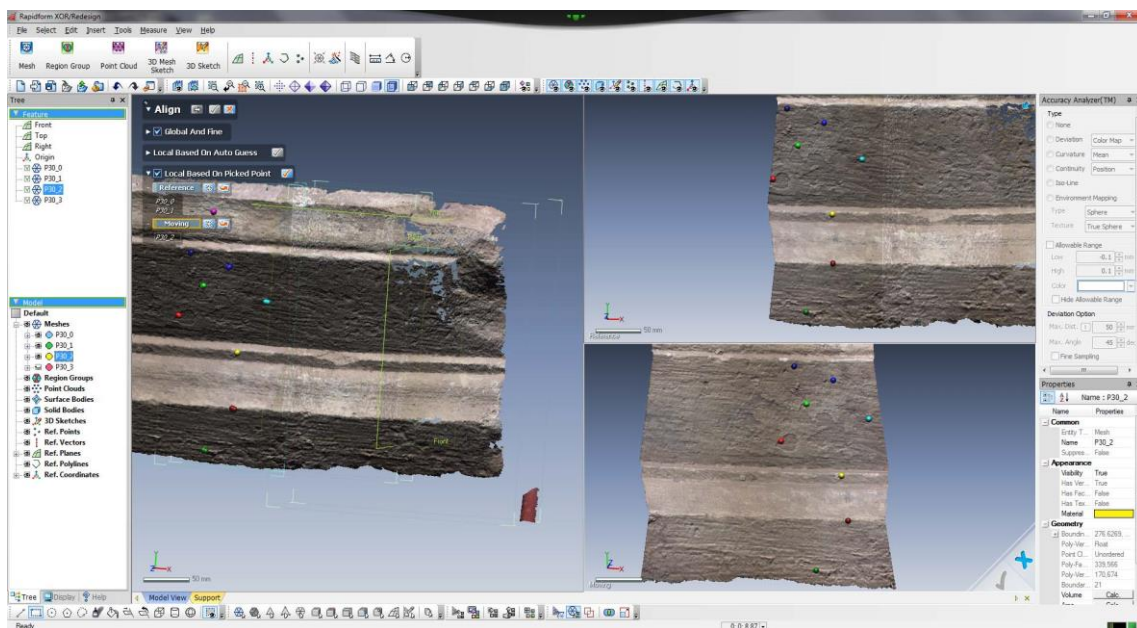 Rapidform XOR/Redesign
File Select Edit Insert Tools Measure View Help
Mesh Region Group Point Cloud 3D Mesh Sketch 3D Sketch
Tree
Feature
Front
Top
Right
Origin
P30_0
P30_1
P30_2
P30_3
Model
Default
Meshes
P30_0
P30_1
P30_2
P30_3
Region Groups
Point Clouds
Surface Bodies
Solid Bodies
3D Sketches
Ref. Points
Ref. Vectors
Ref. Planes
Ref. Polylines
Ref. Coordinates
Tree Display Help
Align
Global And Fine
Local Based On Auto Guess
Local Based On Picked Point
Reference
P30_0
P30_1
Moving
P30_2
Front
50 mm
Model View Support
50 mm
Reference
50 mm
Moving
Accuracy Analyzer(TM)
Type
None
Deviation Color Map
Curvature Mean
Continuity Position
Iso-Line
Environment Mapping
Type Sphere
Texture True Sphere
Allowable Range
Low -0.1 mm
High 0.1 mm
Color
Hide Allowable Range
Deviation Option
Max. Dist. 50
Max. Angle 45 dec
Fine Sampling
Properties
Name : P30_2
Name Properties
Common
Entity T... Mesh
Name P30_2
Suppres... False
Appearance
Visibility True
Has Ver... True
Has Fac... False
Has Tex... False
Material
Geometry
Boundin... 276.6269,...
Poly-Ver... Float
Point Cl... Unordered
Poly-Fa... 339,566
Poly-Ver... 170,674
Boundar... 21
Volume Calc.
Ready
0: 0: 8.87